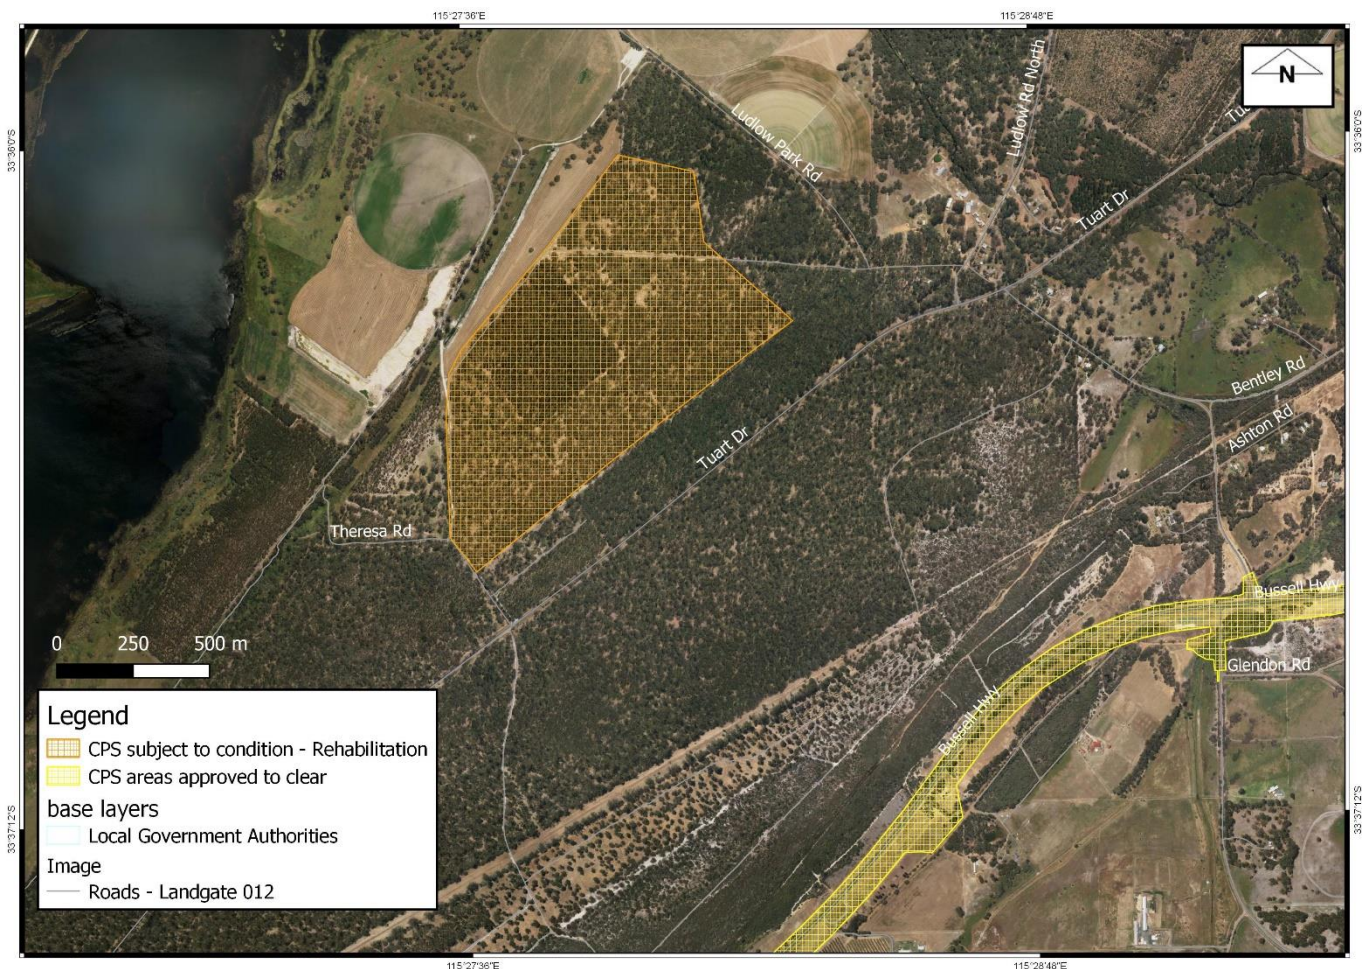 115°27'36"E
115°28'48"E
N
33°36'0"S
33°36'0"S
Ludlow Rd North
Ludlow Park Rd
Tuart Dr
Bentley Rd
Ashton Rd
Tuart Dr
Theresa Rd
Bussell Hwy
0 250 500 m
Glendon Rd
Bussell Hwy
Legend
CPS subject to condition - Rehabilitation
CPS areas approved to clear
base layers
Local Government Authorities
Image
Roads - Landgate 012
33°37'12"S
33°37'12"S
115°27'36"E
115°28'48"E